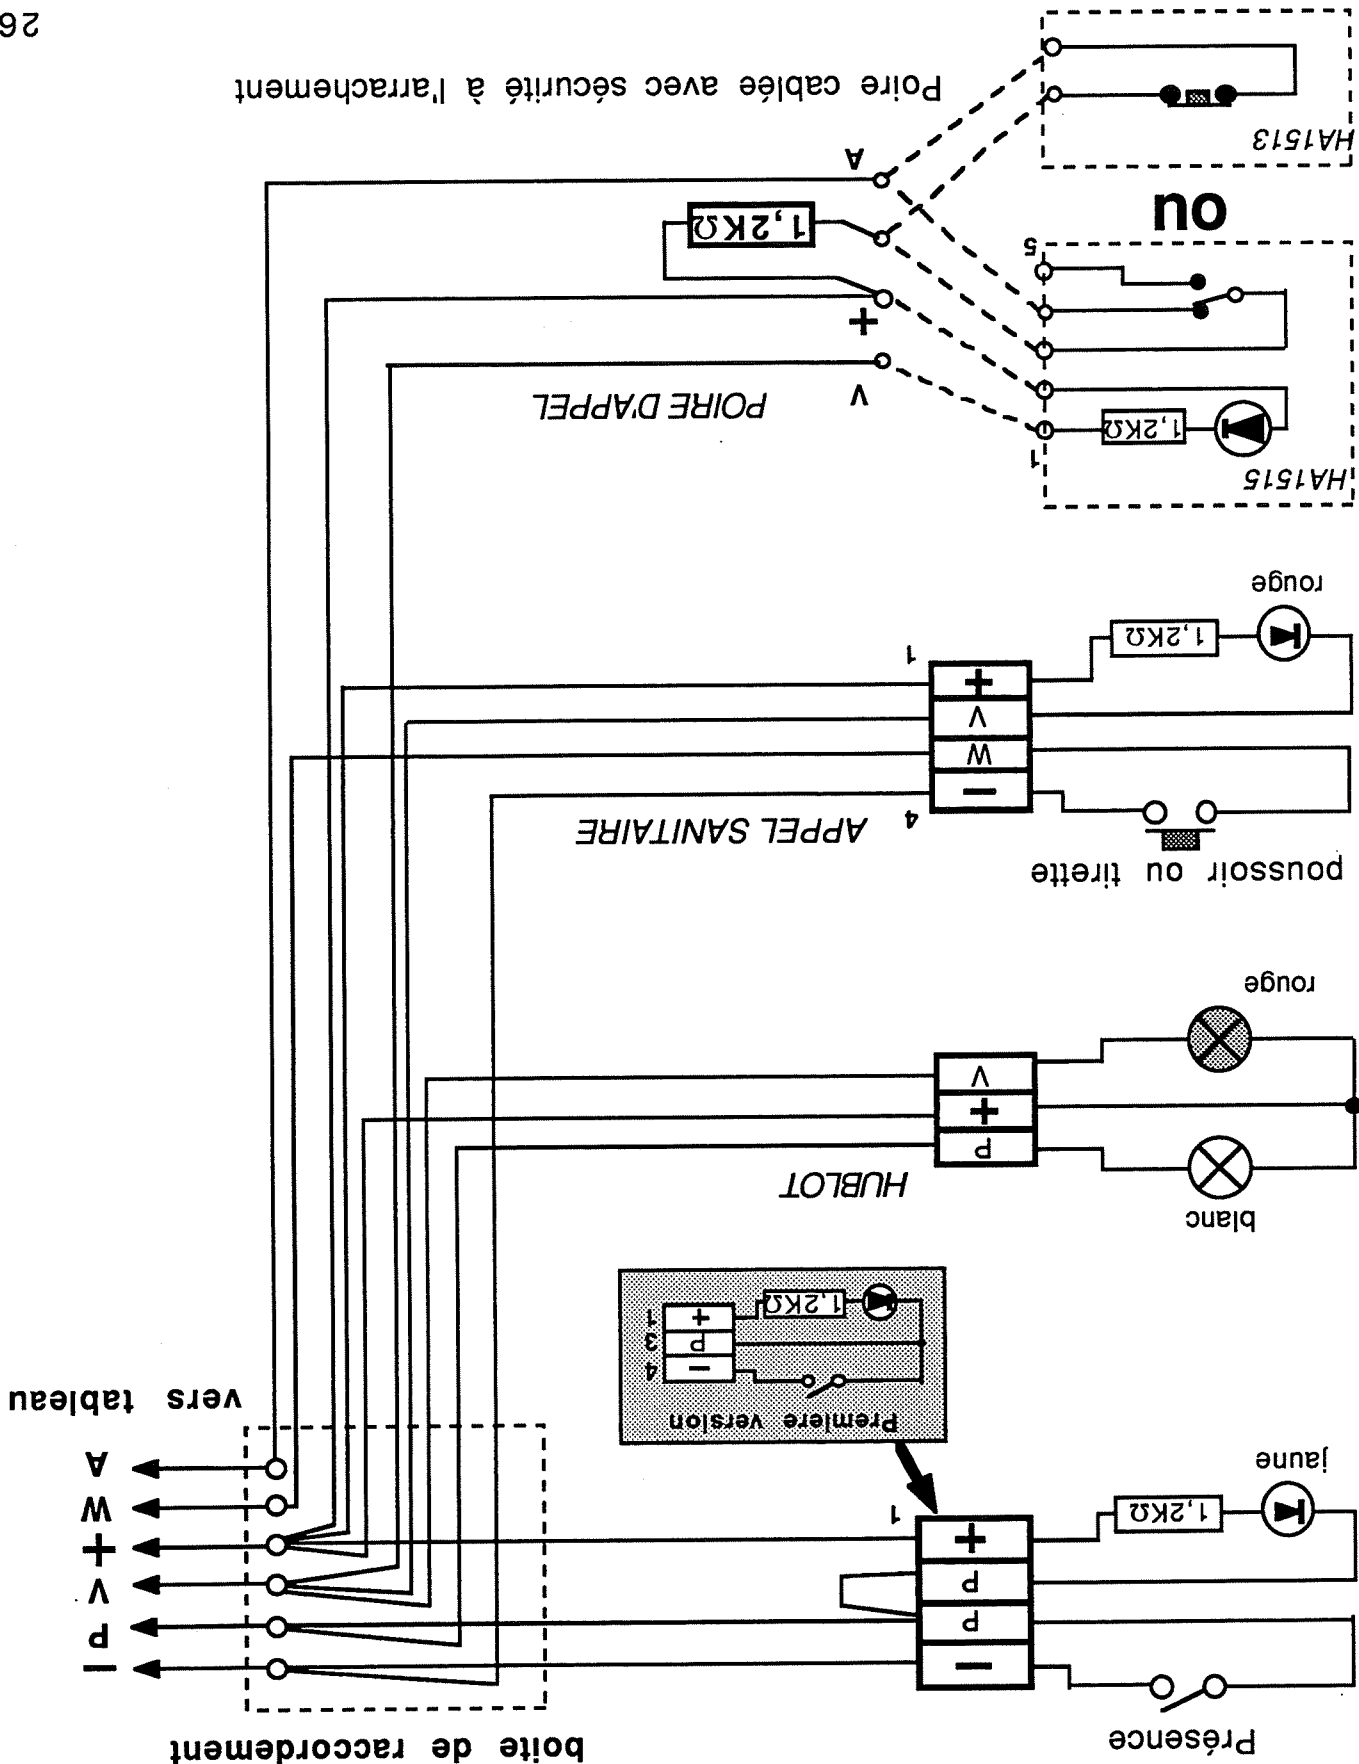 Présence
boite de raccordement
−
P
P
+
1
1,2KΩ
jaune
−
P
V
+
W
A
vers tableau
Première version
−
P
+
4
3
1
1,2KΩ
blanc
HUBLOT
P
+
V
rouge
poussoir ou tirette
APPEL SANITAIRE
4
−
W
V
+
1
1,2KΩ
rouge
HA1515
1
1,2KΩ
5
POIRE D'APPEL
V
+
1,2KΩ
A
ou
HA1513
Poire cablée avec sécurité à l'arrachement
26